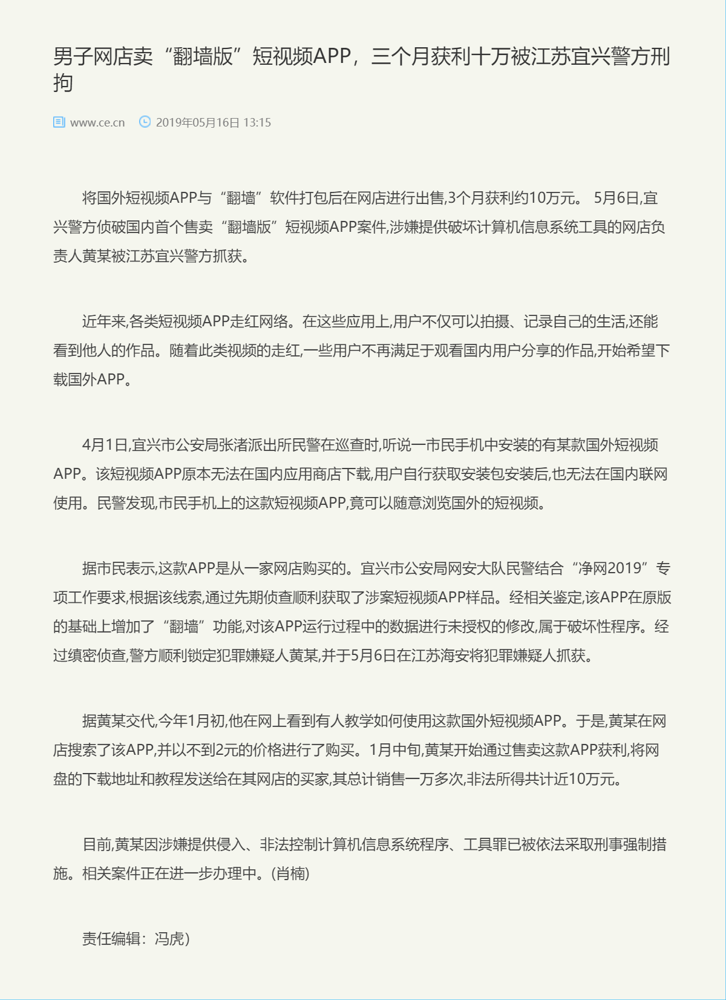 男子网店卖“翻墙版”短视频APP，三个月获利十万被江苏宜兴警方刑
拘
www.ce.cn 2019年05月16日 13:15
将国外短视频APP与“翻墙”软件打包后在网店进行出售,3个月获利约10万元。 5月6日,宜
兴警方侦破国内首个售卖“翻墙版”短视频APP案件,涉嫌提供破坏计算机信息系统工具的网店负
责人黄某被江苏宜兴警方抓获。
近年来,各类短视频APP走红网络。在这些应用上,用户不仅可以拍摄、记录自己的生活,还能
看到他人的作品。随着此类视频的走红,一些用户不再满足于观看国内用户分享的作品,开始希望下
载国外APP。
4月1日,宜兴市公安局张渚派出所民警在巡查时,听说一市民手机中安装的有某款国外短视频
APP。该短视频APP原本无法在国内应用商店下载,用户自行获取安装包安装后,也无法在国内联网
使用。民警发现,市民手机上的这款短视频APP,竟可以随意浏览国外的短视频。
据市民表示,这款APP是从一家网店购买的。宜兴市公安局网安大队民警结合“净网2019”专
项工作要求,根据该线索,通过先期侦查顺利获取了涉案短视频APP样品。经相关鉴定,该APP在原版
的基础上增加了“翻墙”功能,对该APP运行过程中的数据进行未授权的修改,属于破坏性程序。经
过缜密侦查,警方顺利锁定犯罪嫌疑人黄某,并于5月6日在江苏海安将犯罪嫌疑人抓获。
据黄某交代,今年1月初,他在网上看到有人教学如何使用这款国外短视频APP。于是,黄某在网
店搜索了该APP,并以不到2元的价格进行了购买。1月中旬,黄某开始通过售卖这款APP获利,将网
盘的下载地址和教程发送给在其网店的买家,其总计销售一万多次,非法所得共计近10万元。
目前,黄某因涉嫌提供侵入、非法控制计算机信息系统程序、工具罪已被依法采取刑事强制措
施。相关案件正在进一步办理中。(肖楠)
责任编辑：冯虎）